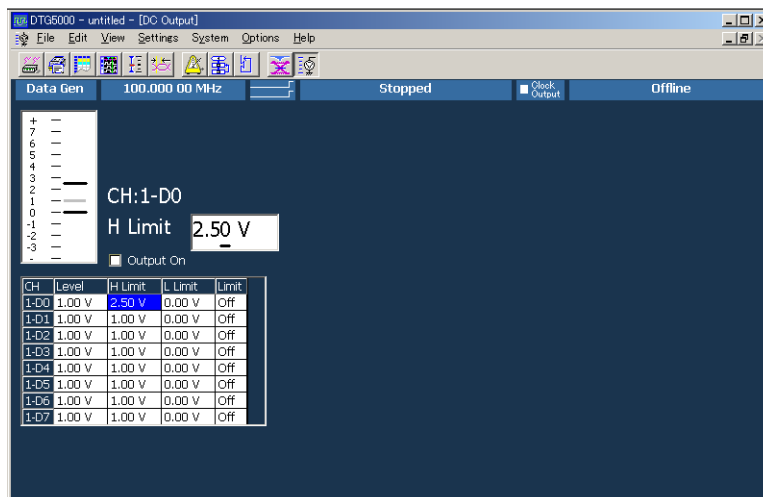 DTG5000 - untitled - [DC Output]
File Edit View Settings System Options Help
Data Gen 100.000 00 MHz Stopped Clock Output Offline
+
7
6
5
4
3
2
1
0
-1
-2
-3
-
CH:1-D0
H Limit 2.50 V
Output On
CH Level H Limit L Limit Limit
1-D0 1.00 V 2.50 V 0.00 V Off
1-D1 1.00 V 1.00 V 0.00 V Off
1-D2 1.00 V 1.00 V 0.00 V Off
1-D3 1.00 V 1.00 V 0.00 V Off
1-D4 1.00 V 1.00 V 0.00 V Off
1-D5 1.00 V 1.00 V 0.00 V Off
1-D6 1.00 V 1.00 V 0.00 V Off
1-D7 1.00 V 1.00 V 0.00 V Off